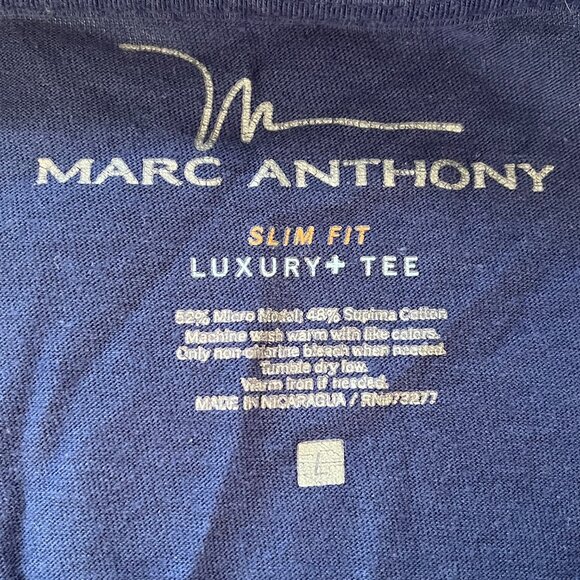 MARC ANTHONY
SLIM FIT
LUXURY+ TEE
52% Micro Modal; 48% Supima Cotton
Machine wash warm with like colors.
Only non-chlorine bleach when needed.
Tumble dry low.
Warm iron if needed.
MADE IN NICARAGUA / RN#73277
L